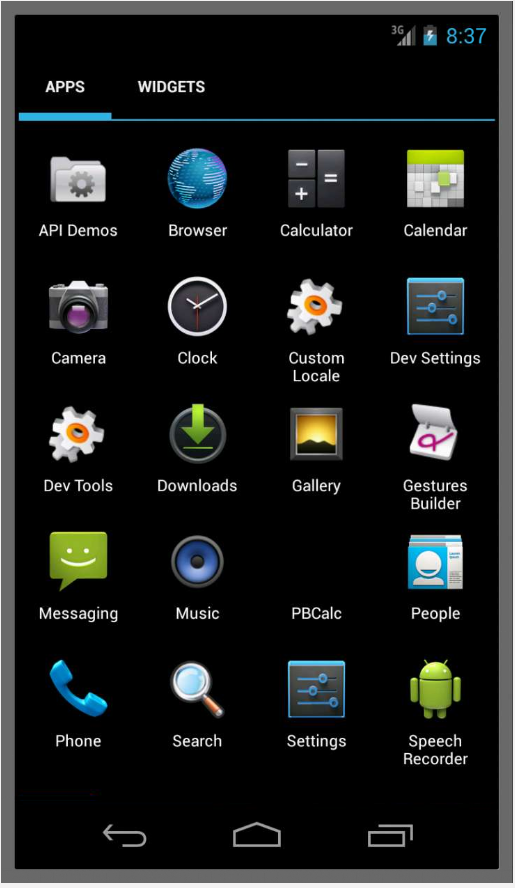 3G 8:37
APPS WIDGETS
API Demos Browser Calculator Calendar
Camera Clock Custom Locale Dev Settings
Dev Tools Downloads Gallery Gestures Builder
Messaging Music PBCalc People
Phone Search Settings Speech Recorder